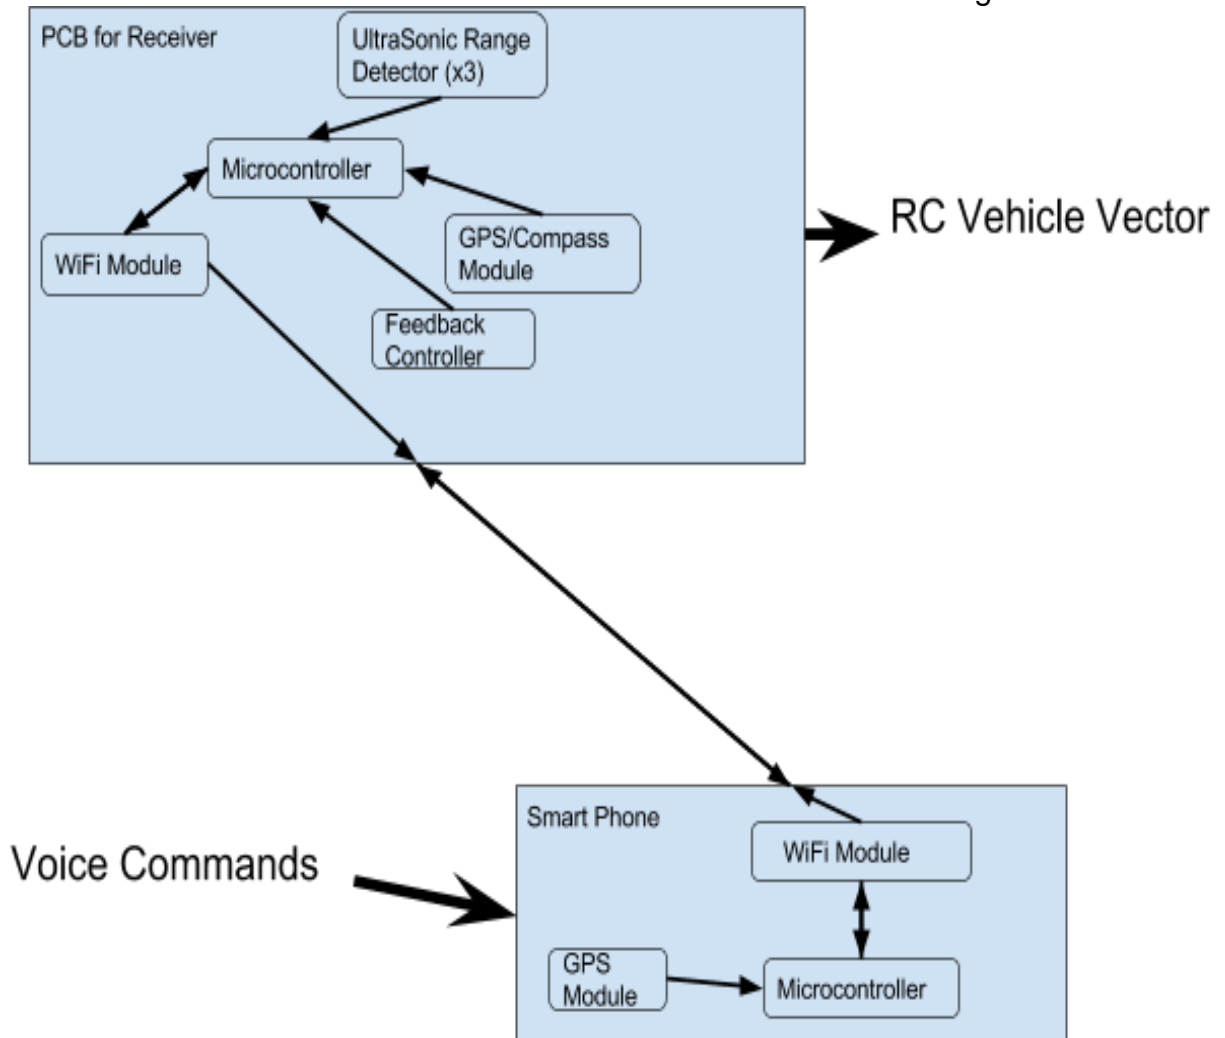 PCB for Receiver
UltraSonic Range
Detector (x3)
Microcontroller
WiFi Module
GPS/Compass
Module
Feedback
Controller
RC Vehicle Vector
Smart Phone
WiFi Module
Voice Commands
GPS
Module
Microcontroller